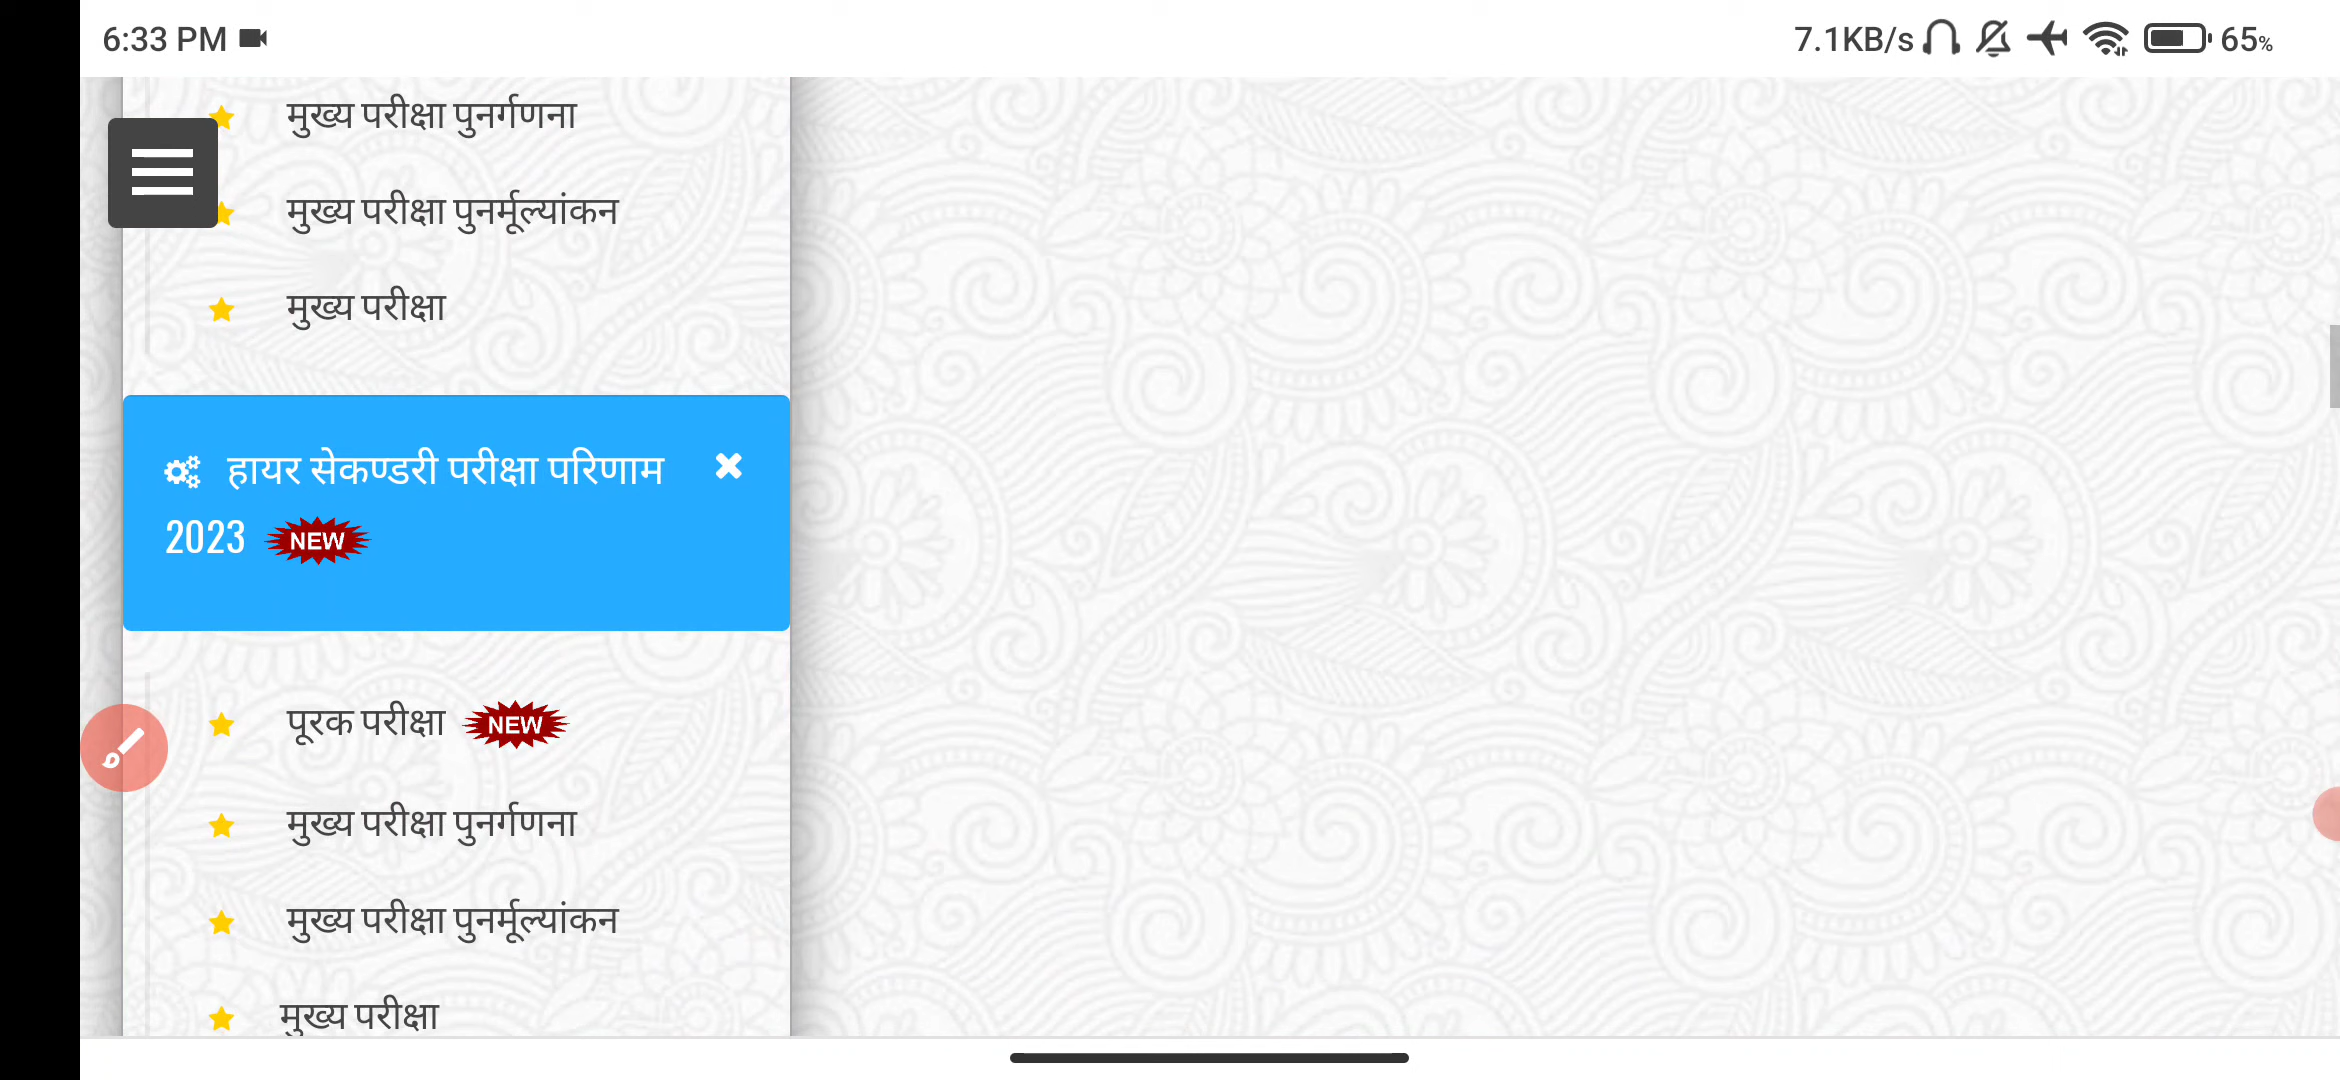 6:33 PM 7.1KB/s 65%
मुख्य परीक्षा पुनर्गणना
मुख्य परीक्षा पुनर्मूल्यांकन
मुख्य परीक्षा
हायर सेकण्डरी परीक्षा परिणाम
2023 NEW
पूरक परीक्षा NEW
मुख्य परीक्षा पुनर्गणना
मुख्य परीक्षा पुनर्मूल्यांकन
मुख्य परीक्षा